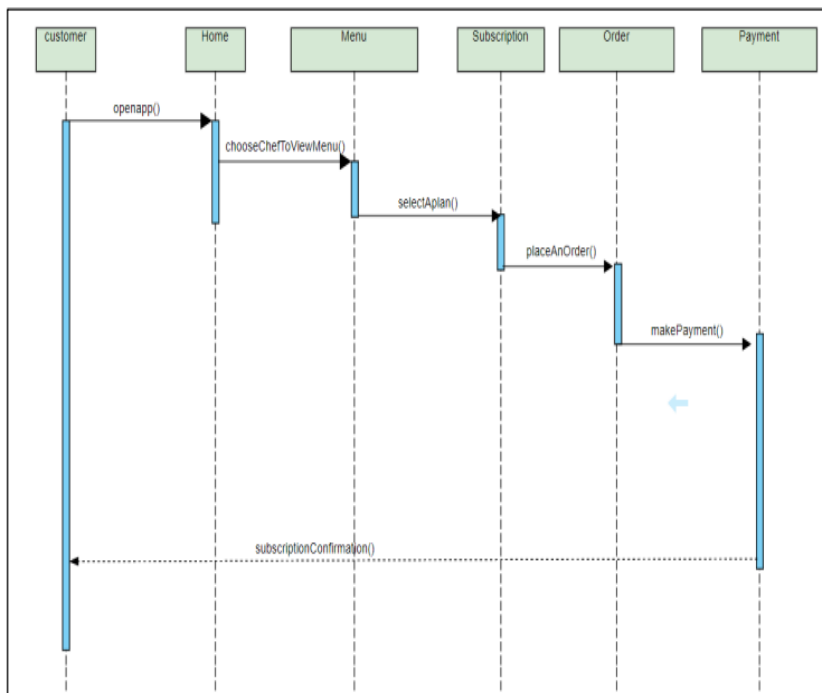 customer
Home
Menu
Subscription
Order
Payment
openapp()
chooseChefToViewMenu()
selectAplan()
placeAnOrder()
makePayment()
subscriptionConfirmation()